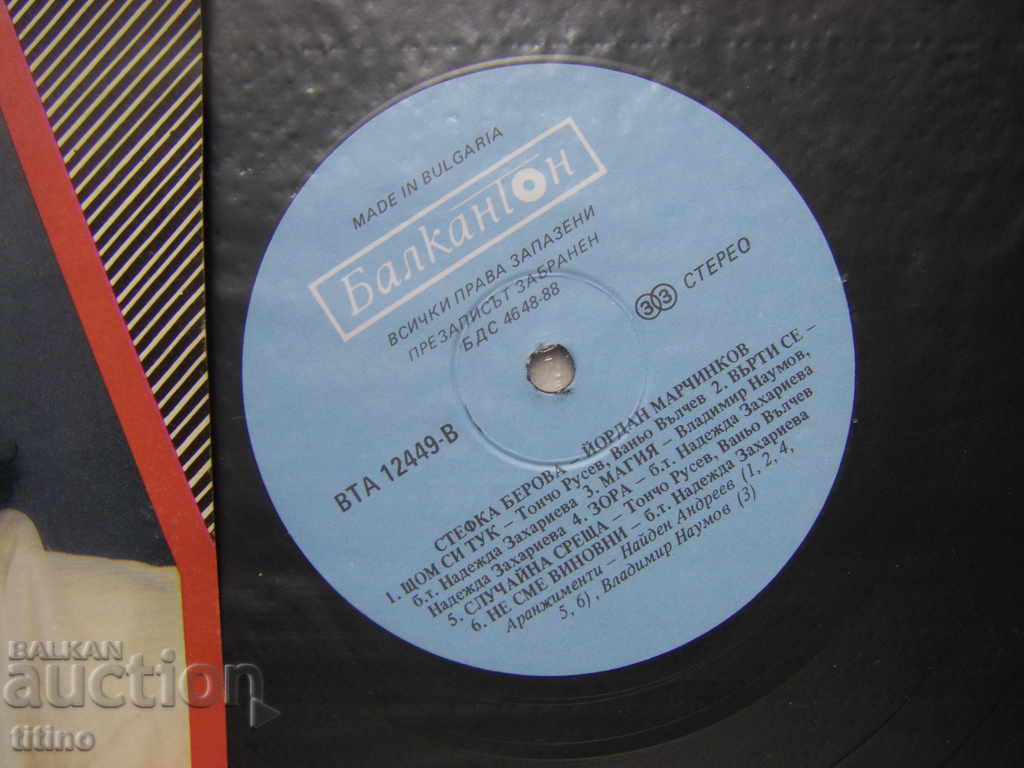 MADE IN BULGARIA
Балкантон
ВСИЧКИ ПРАВА ЗАПАЗЕНИ
ПРЕЗАПИСЪТ ЗАБРАНЕН
БДС 4648-88
33 СТЕРЕО
ВТА 12449-В
СТЕФКА БЕРОВА – ЙОРДАН МАРЧИНКОВ
1. ЩОМ СИ ТУК – Тончо Русев, Ваньо Вълчев 2. ВЪРТИ СЕ –
б.т. Надежда Захариева 3. МАГИЯ – Владимир Наумов,
Надежда Захариева 4. ЗОРА – б.т. Надежда Захариева
5. СЛУЧАЙНА СРЕЩА – Тончо Русев, Ваньо Вълчев
6. НЕ СМЕ ВИНОВНИ – б.т. Надежда Захариева
Аранжименти – Найден Андреев (1, 2, 4,
5, 6), Владимир Наумов (3)
BALKAN
auction
titino